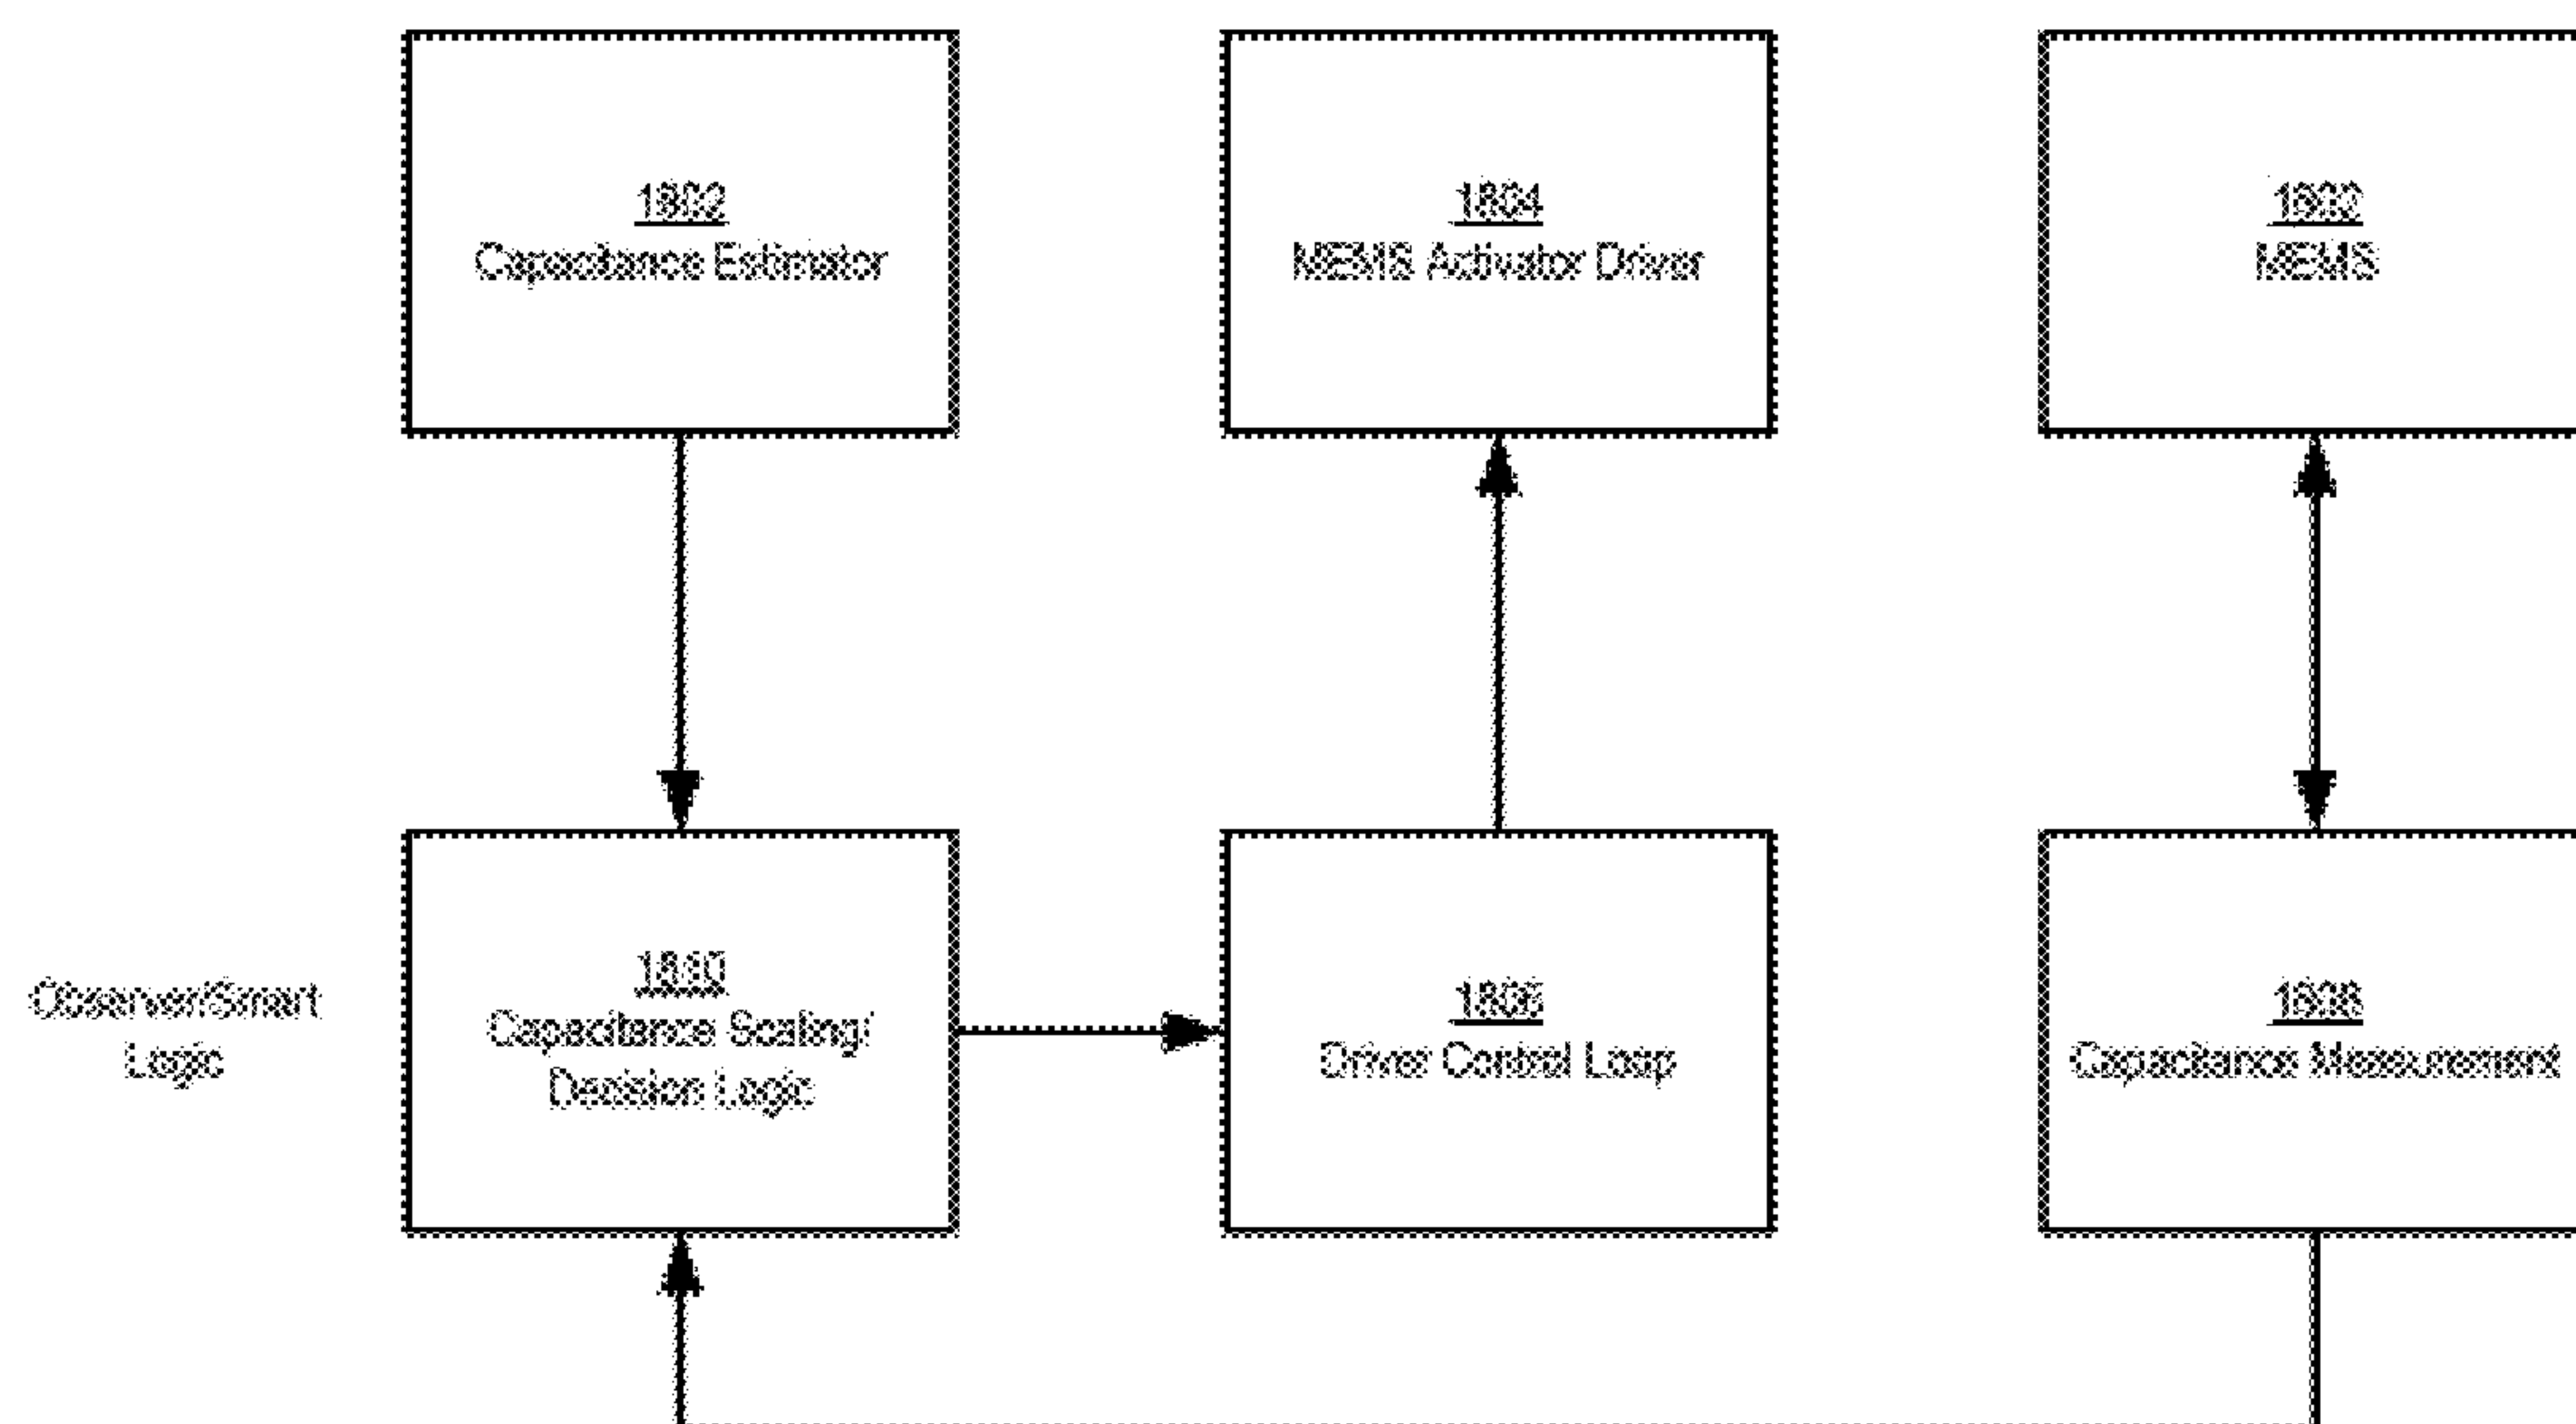 1802
Capacitance Estimator
1804
MEMS Activator Driver
MEMS
Capacitance Scaling/
Decision Logic
1806
Driver Control Loop
Capacitance Measurement
Observer/Smart
Logic